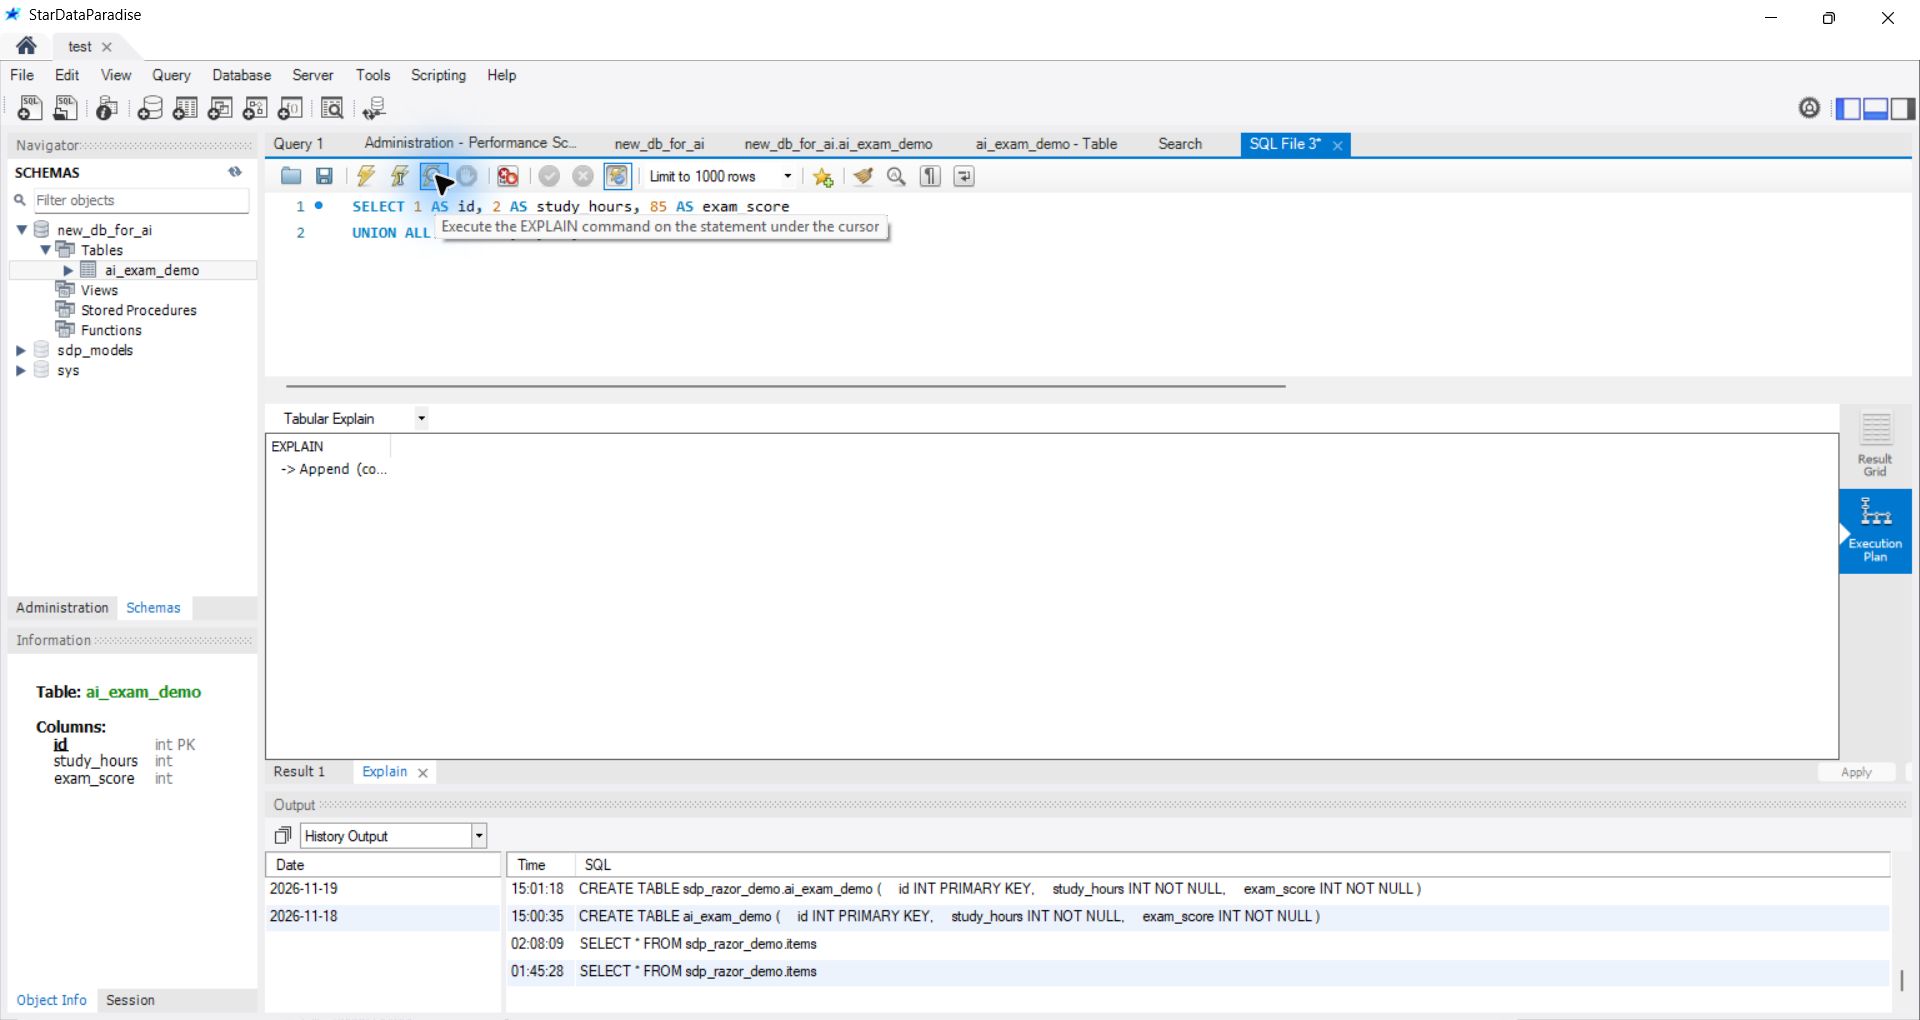 StarDataParadise
test
File Edit View Query Database Server Tools Scripting Help
Navigator
SCHEMAS
Filter objects
new_db_for_ai
Tables
ai_exam_demo
Views
Stored Procedures
Functions
sdp_models
sys
Administration Schemas
Information
Table: ai_exam_demo
Columns:
id int PK
study_hours int
exam_score int
Object Info Session
Query 1 Administration - Performance Sc... new_db_for_ai new_db_for_ai.ai_exam_demo ai_exam_demo - Table Search SQL File 3*
Limit to 1000 rows
1 SELECT 1 AS id, 2 AS study_hours, 85 AS exam_score
2 UNION ALL
Execute the EXPLAIN command on the statement under the cursor
Tabular Explain
EXPLAIN
-> Append (co...
Result Grid
Execution Plan
Result 1 Explain
Apply
Output
History Output
Date Time SQL
2026-11-19 15:01:18 CREATE TABLE sdp_razor_demo.ai_exam_demo ( id INT PRIMARY KEY, study_hours INT NOT NULL, exam_score INT NOT NULL )
2026-11-18 15:00:35 CREATE TABLE ai_exam_demo ( id INT PRIMARY KEY, study_hours INT NOT NULL, exam_score INT NOT NULL )
02:08:09 SELECT * FROM sdp_razor_demo.items
01:45:28 SELECT * FROM sdp_razor_demo.items